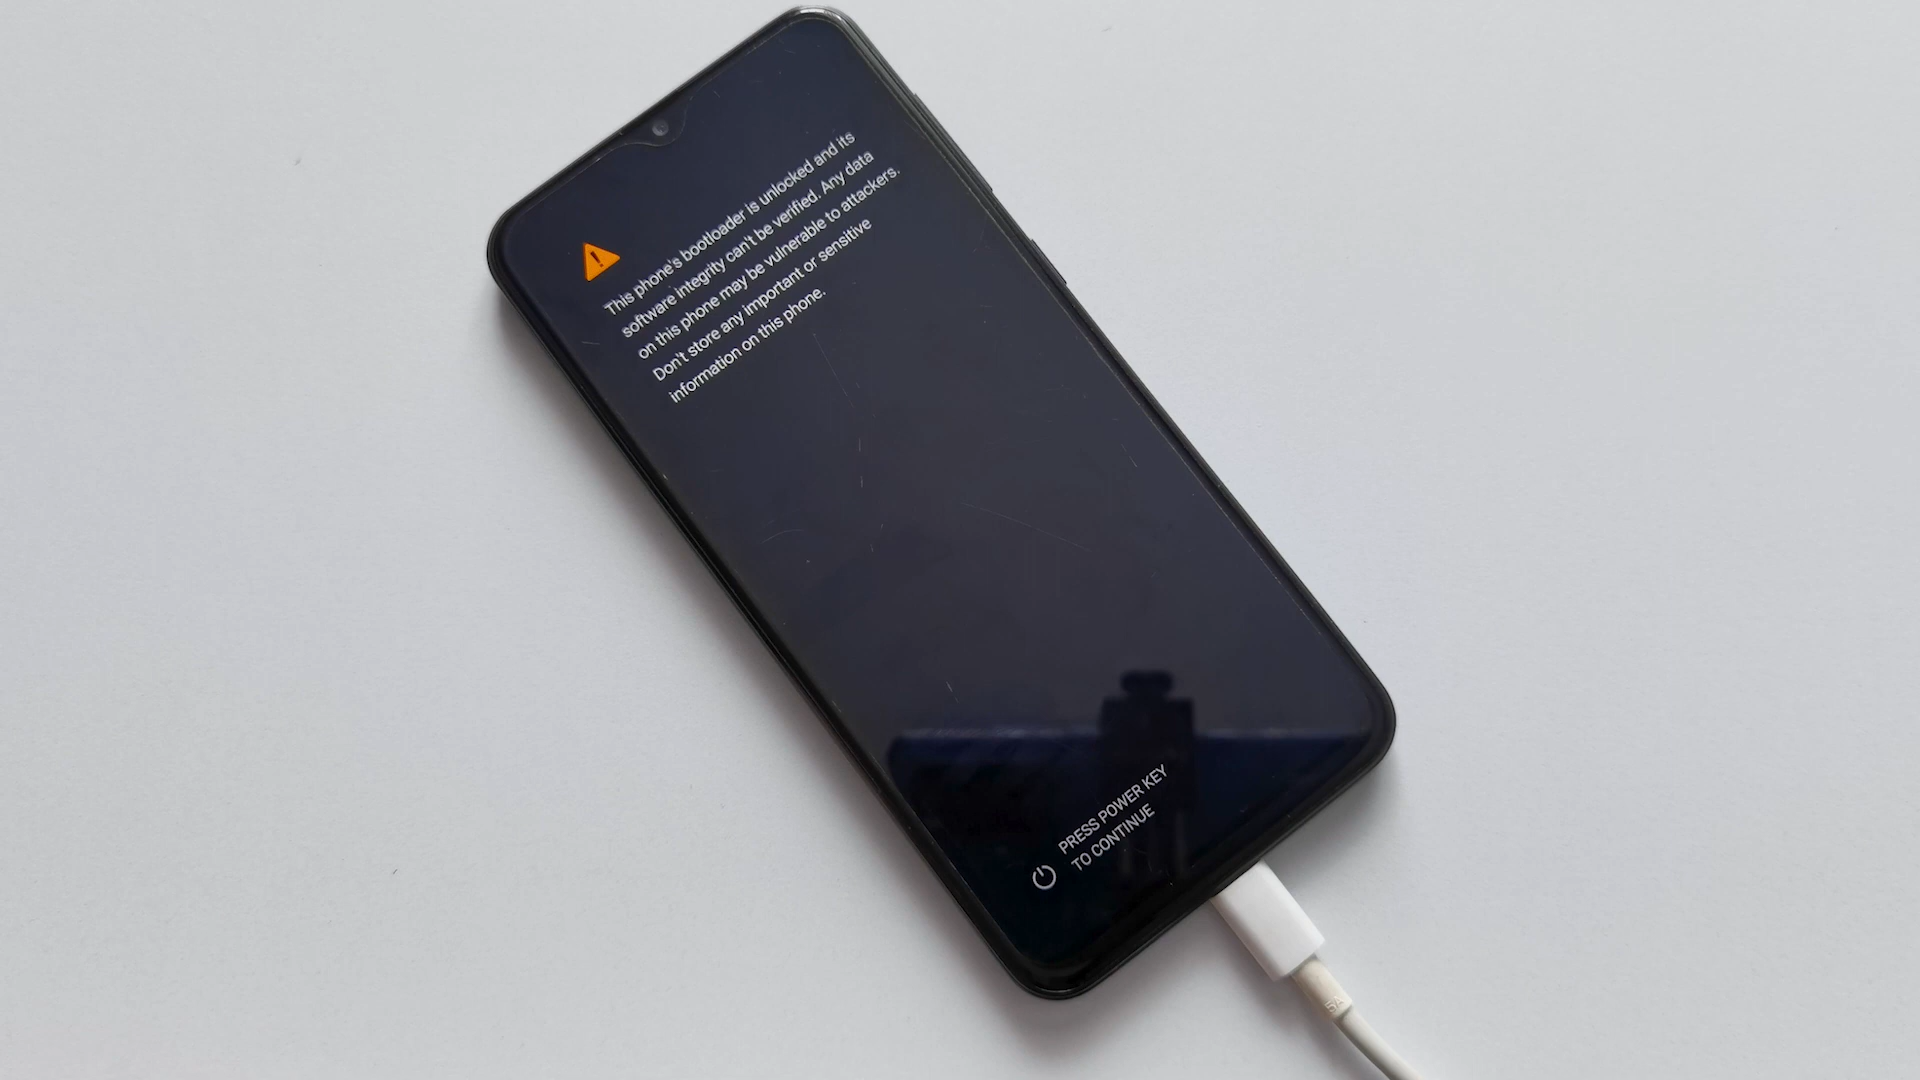 This phone's bootloader is unlocked and its
software integrity can't be verified. Any data
on this phone may be vulnerable to attackers.
Don't store any important or sensitive
information on this phone.
PRESS POWER KEY
TO CONTINUE
5A